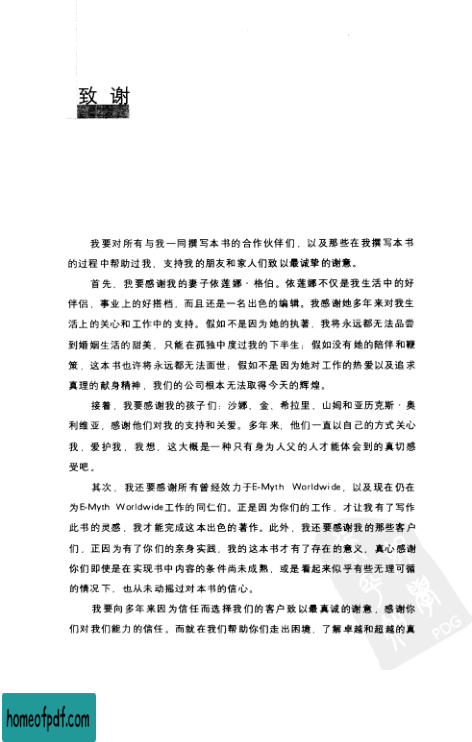 致 谢
我要对所有与我一同撰写本书的合作伙伴们，以及那些在我撰写本书
的过程中帮助过我、支持我的朋友和家人们致以最诚挚的谢意。
首先，我要感谢我的妻子依莲娜·格伯。依莲娜不仅是我生活中的好
伴侣，事业上的好搭档，而且还是一名出色的编辑。我感谢她多年来对我生
活上的关心和工作中的支持。假如不是因为她的执著，我将永远都无法品尝
到婚姻生活的甜美，只能在孤独中度过我的下半生；假如没有她的陪伴和鞭
策，这本书也许将永远都无法面世；假如不是因为她对工作的热爱以及追求
真理的献身精神，我们的公司根本无法取得今天的辉煌。
接着，我要感谢我的孩子们：沙娜、金、希拉里、山姆和亚历克斯·奥
利维亚，感谢他们对我的支持和关爱。多年来，他们一直以自己的方式关心
我，爱护我，我想，这大概是一种只有身为人父的人才能体会到的真切感
受吧。
其次，我还要感谢所有曾经效力于E-Myth Worldwide，以及现在仍在
为E-Myth Worldwide工作的同仁们。正是因为你们的工作，才让我有了写作
此书的灵感，我才能完成这本出色的著作。此外，我还要感谢我的那些客户
们，正因为有了你们的亲身实践，我的这本书才有了存在的意义。真心感谢
你们即使是在实现书中内容的条件尚未成熟，或是看起来似乎有些无理可循
的情况下，也从未动摇过对本书的信心。
我要向多年来因为信任而选择我们的客户致以最真诚的谢意，感谢你
们对我们能力的信任。而就在我们帮助你们走出困境，了解卓越和超越的真
PDG
homeofpdf.com